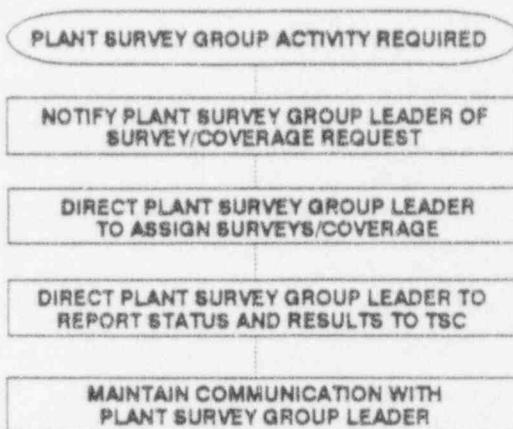 PLANT SURVEY GROUP ACTIVITY REQUIRED
NOTIFY PLANT SURVEY GROUP LEADER OF
SURVEY/COVERAGE REQUEST
DIRECT PLANT SURVEY GROUP LEADER
TO ASSIGN SURVEYS/COVERAGE
DIRECT PLANT SURVEY GROUP LEADER TO
REPORT STATUS AND RESULTS TO TSC
MAINTAIN COMMUNICATION WITH
PLANT SURVEY GROUP LEADER